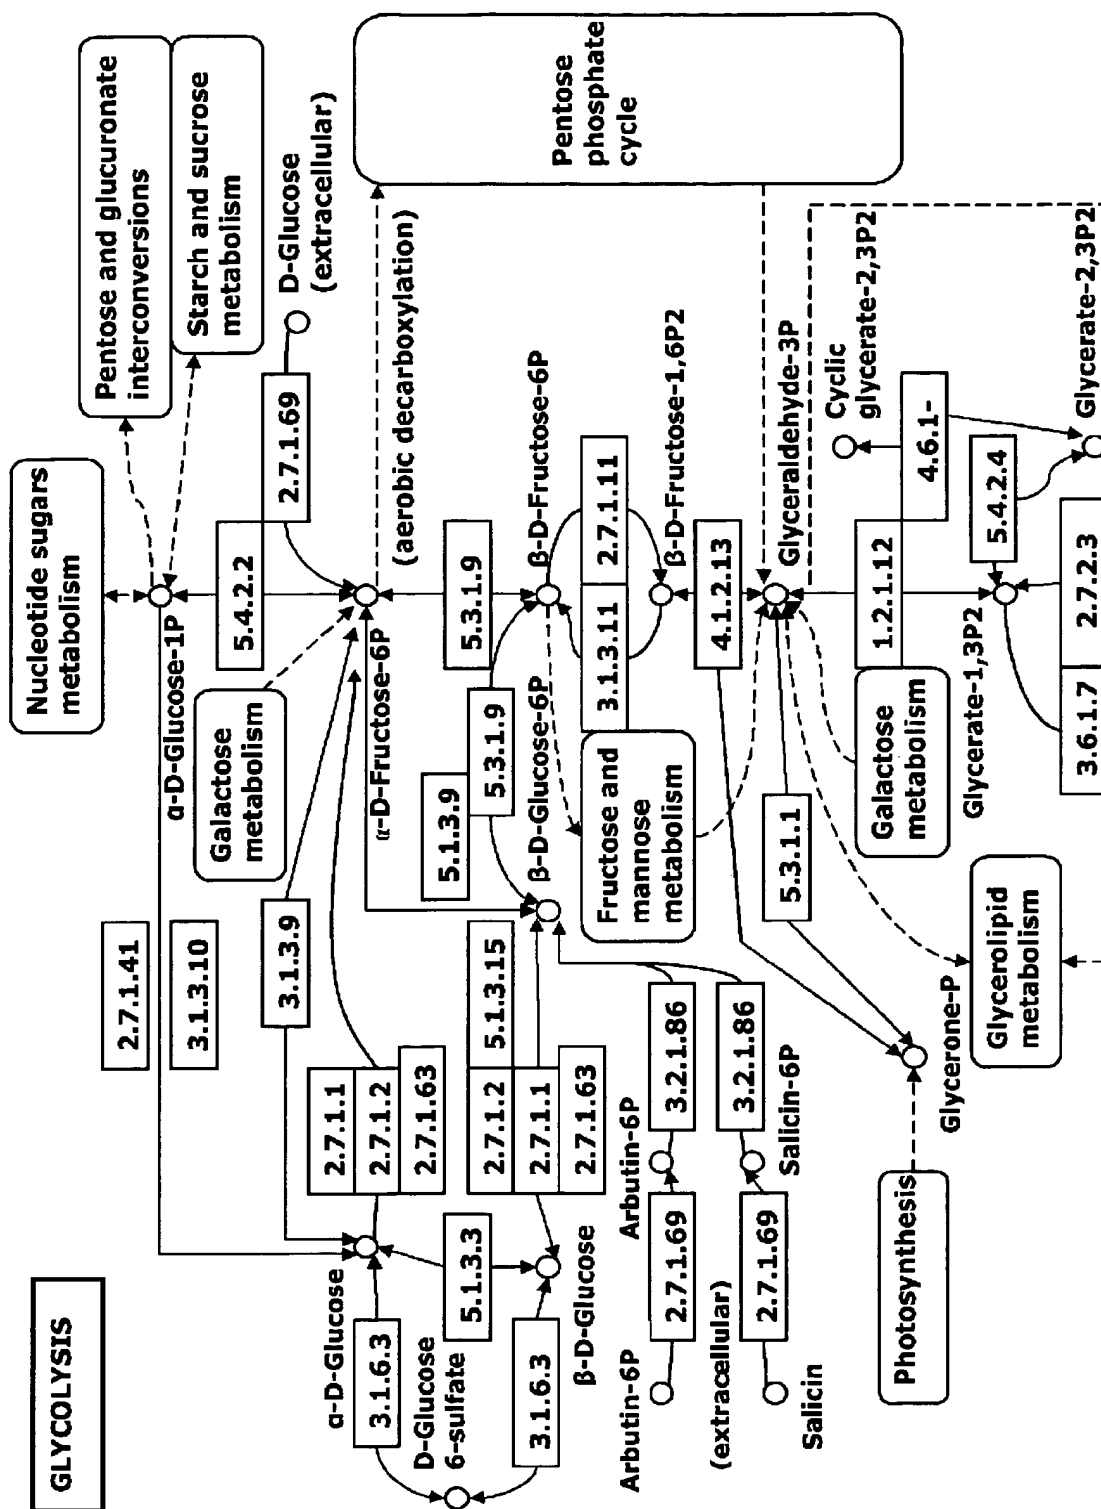 GLYCOLYSIS
Nucleotide sugars
metabolism
Pentose and glucuronate
interconversions
Starch and sucrose
metabolism
α-D-Glucose-1P
2.7.1.41
3.1.3.10
5.4.2.2
2.7.1.69
D-Glucose
(extracellular)
Galactose
metabolism
3.1.3.9
2.7.1.1
2.7.1.2
2.7.1.63
α-D-Glucose
3.1.6.3
D-Glucose
6-sulfate
5.1.3.3
α-D-Fructose-6P
(aerobic decarboxylation)
Pentose
phosphate
cycle
5.3.1.9
5.1.3.9
5.3.1.9
5.1.3.15
2.7.1.2
2.7.1.1
2.7.1.63
3.1.6.3
β-D-Glucose
β-D-Glucose-6P
β-D-Fructose-6P
3.1.3.11
2.7.1.11
Fructose and
mannose
metabolism
β-D-Fructose-1,6P2
Arbutin-6P
3.2.1.86
2.7.1.69
Arbutin-6P
(extracellular)
3.2.1.86
2.7.1.69
Salicin-6P
Salicin
4.1.2.13
Glyceraldehyde-3P
5.3.1.1
Cyclic
glycerate-2,3P2
4.6.1-
1.2.1.12
Galactose
metabolism
Photosynthesis
Glycerone-P
Glycerolipid
metabolism
Glycerate-1,3P2
5.4.2.4
Glycerate-2,3P2
3.6.1.7
2.7.2.3